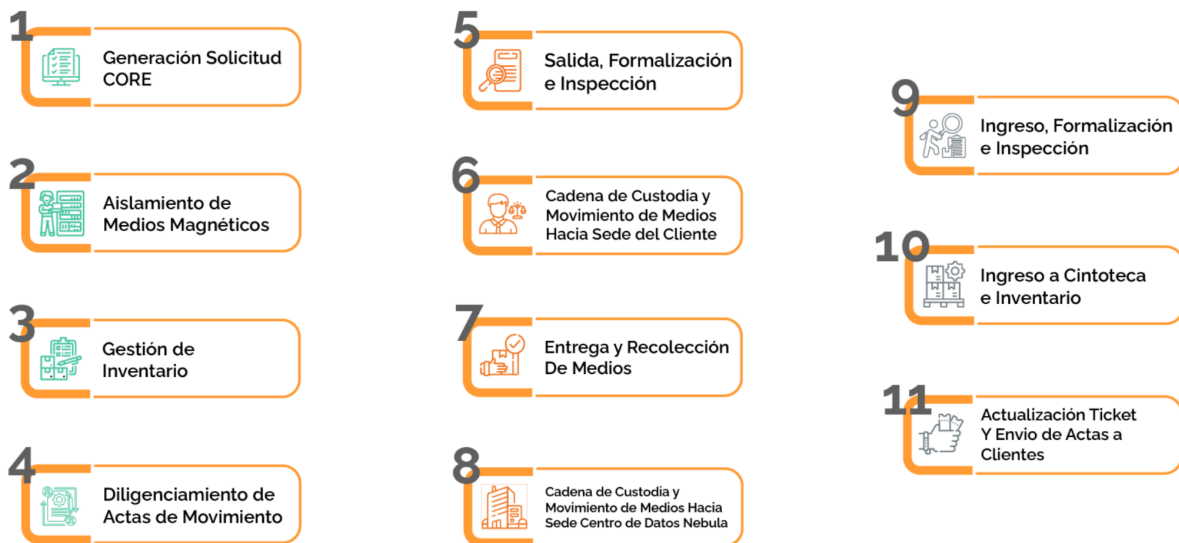 1
Generación Solicitud
CORE
2
Aislamiento de
Medios Magnéticos
3
Gestión de
Inventario
4
Diligenciamiento de
Actas de Movimiento
5
Salida, Formalización
e Inspección
6
Cadena de Custodia y
Movimiento de Medios
Hacia Sede del Cliente
7
Entrega y Recolección
De Medios
8
Cadena de Custodia y
Movimiento de Medios Hacia
Sede Centro de Datos Nebula
9
Ingreso, Formalización
e Inspección
10
Ingreso a Cintoteca
e Inventario
11
Actualización Ticket
Y Envio de Actas a
Clientes